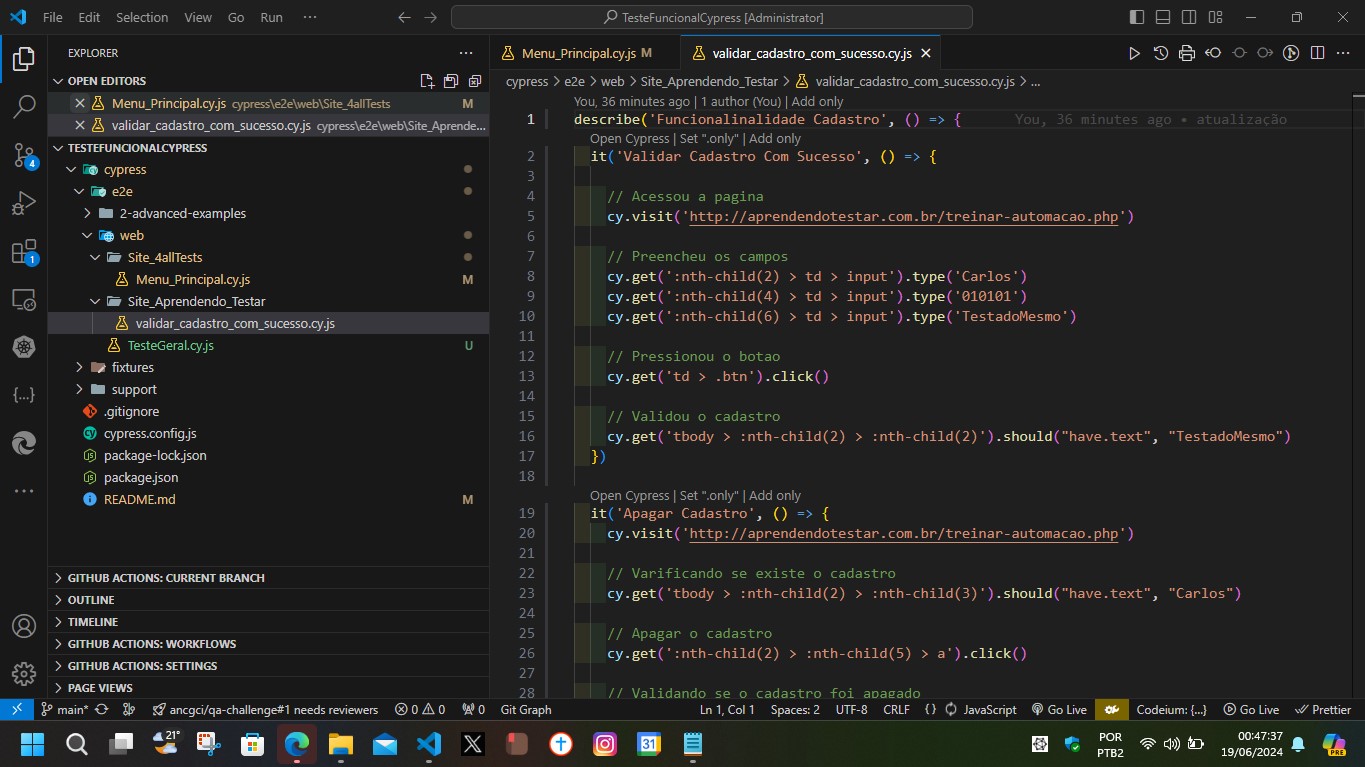 File Edit Selection View Go Run ··· TesteFuncionalCypress [Administrator]
EXPLORER
OPEN EDITORS
Menu_Principal.cy.js cypress\e2e\web\Site_4allTests M
validar_cadastro_com_sucesso.cy.js cypress\e2e\web\Site_Aprende...
TESTEFUNCIONALCYPRESS
cypress
e2e
2-advanced-examples
web
Site_4allTests
Menu_Principal.cy.js M
Site_Aprendendo_Testar
validar_cadastro_com_sucesso.cy.js
TesteGeral.cy.js U
fixtures
support
.gitignore
cypress.config.js
package-lock.json
package.json
README.md M
GITHUB ACTIONS: CURRENT BRANCH
OUTLINE
TIMELINE
GITHUB ACTIONS: WORKFLOWS
GITHUB ACTIONS: SETTINGS
PAGE VIEWS
4
1
Menu_Principal.cy.js M validar_cadastro_com_sucesso.cy.js
cypress > e2e > web > Site_Aprendendo_Testar > validar_cadastro_com_sucesso.cy.js > ...
You, 36 minutes ago | 1 author (You) | Add only
1 describe('Funcionalinalidade Cadastro', () => { You, 36 minutes ago • atualização
Open Cypress | Set ".only" | Add only
2 it('Validar Cadastro Com Sucesso', () => {
3
4 // Acessou a pagina
5 cy.visit('http://aprendendotestar.com.br/treinar-automacao.php')
6
7 // Preencheu os campos
8 cy.get(':nth-child(2) > td > input').type('Carlos')
9 cy.get(':nth-child(4) > td > input').type('010101')
10 cy.get(':nth-child(6) > td > input').type('TestadoMesmo')
11
12 // Pressionou o botao
13 cy.get('td > .btn').click()
14
15 // Validou o cadastro
16 cy.get('tbody > :nth-child(2) > :nth-child(2)').should("have.text", "TestadoMesmo")
17 })
18
Open Cypress | Set ".only" | Add only
19 it('Apagar Cadastro', () => {
20 cy.visit('http://aprendendotestar.com.br/treinar-automacao.php')
21
22 // Varificando se existe o cadastro
23 cy.get('tbody > :nth-child(2) > :nth-child(3)').should("have.text", "Carlos")
24
25 // Apagar o cadastro
26 cy.get(':nth-child(2) > :nth-child(5) > a').click()
27
28 // Validando se o cadastro foi apagado
main* ancgci/qa-challenge#1 needs reviewers 0 0 0 Git Graph Ln 1, Col 1 Spaces: 2 UTF-8 CRLF {} JavaScript Go Live Codeium: {...} Go Live Prettier
21° 31 POR 00:47:37
PTB2 19/06/2024
PRE